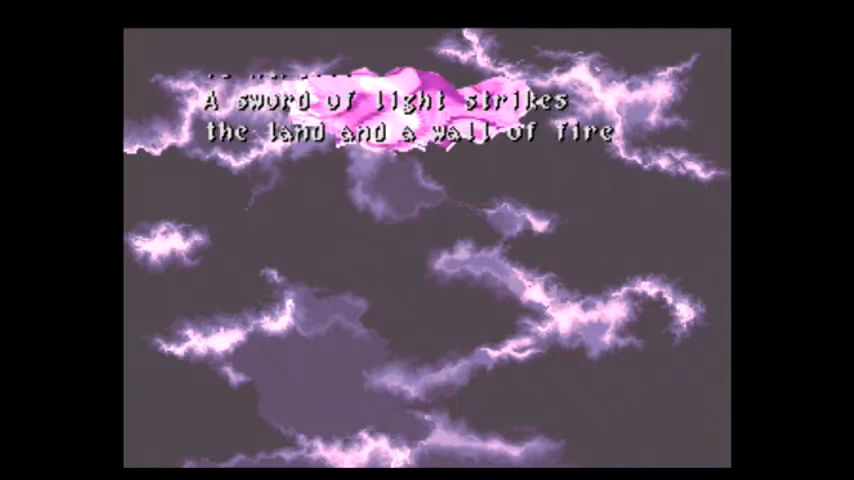 A sword of light strikes
the land and a wall of fire